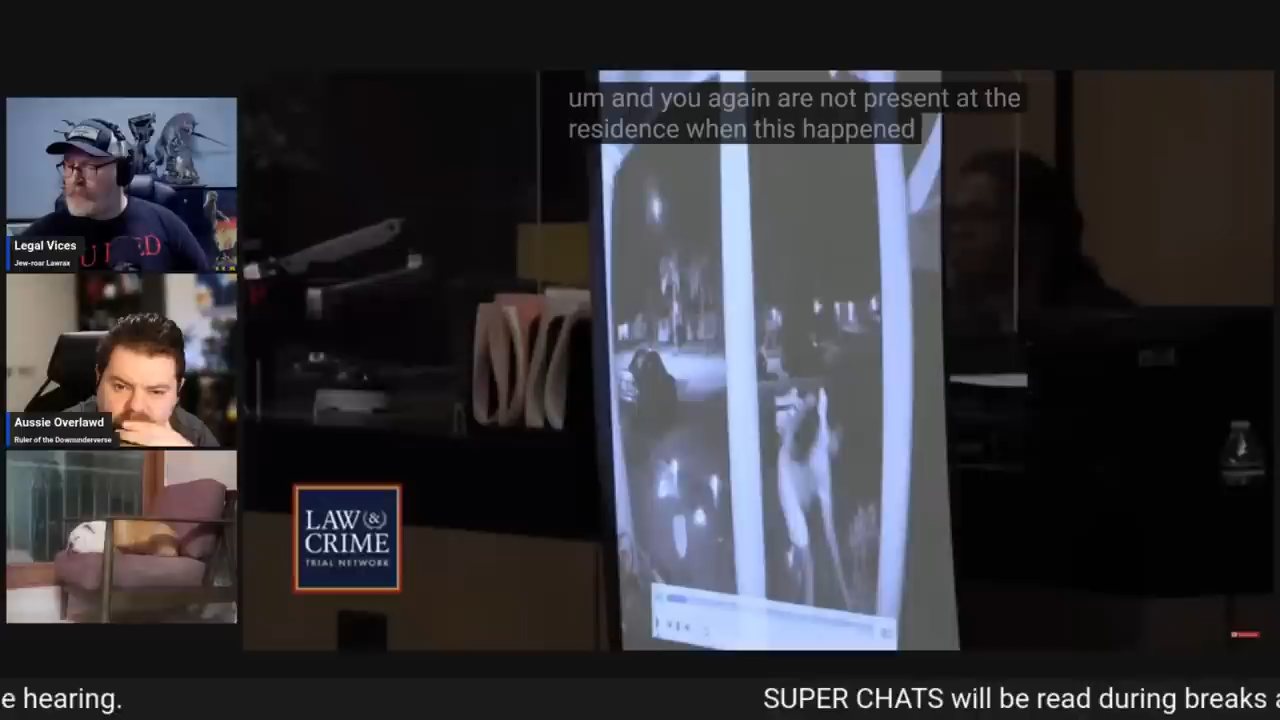 um and you again are not present at the
residence when this happened
Legal Vices
Jew-roar Lawrax
Aussie Overlawd
Ruler of the Downunderverse
LAW &
CRIME
TRIAL NETWORK
e hearing.
SUPER CHATS will be read during breaks